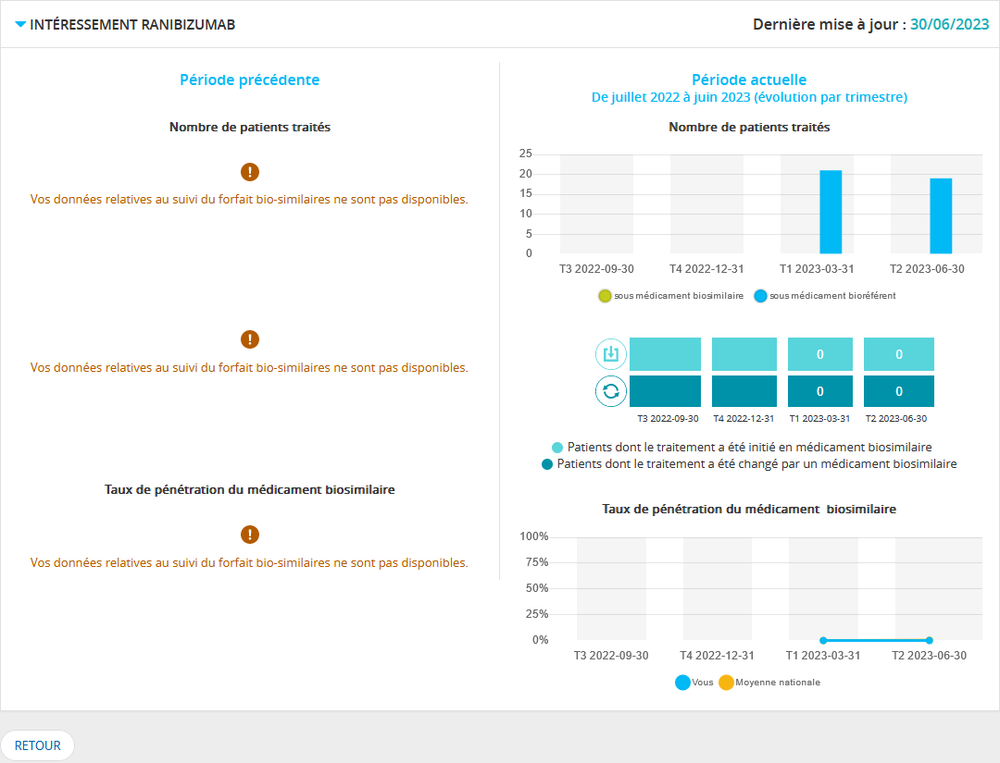 INTÉRESSEMENT RANIBIZUMAB
Dernière mise à jour : 30/06/2023
Période précédente
Nombre de patients traités
!
Vos données relatives au suivi du forfait bio-similaires ne sont pas disponibles.
!
Vos données relatives au suivi du forfait bio-similaires ne sont pas disponibles.
Taux de pénétration du médicament biosimilaire
!
Vos données relatives au suivi du forfait bio-similaires ne sont pas disponibles.
Période actuelle
De juillet 2022 à juin 2023 (évolution par trimestre)
Nombre de patients traités
25
20
15
10
5
0
T3 2022-09-30 T4 2022-12-31 T1 2023-03-31 T2 2023-06-30
sous médicament biosimilaire sous médicament bioréférent
0 0
0 0
T3 2022-09-30 T4 2022-12-31 T1 2023-03-31 T2 2023-06-30
Patients dont le traitement a été initié en médicament biosimilaire
Patients dont le traitement a été changé par un médicament biosimilaire
Taux de pénétration du médicament biosimilaire
100%
75%
50%
25%
0%
T3 2022-09-30 T4 2022-12-31 T1 2023-03-31 T2 2023-06-30
Vous Moyenne nationale
RETOUR